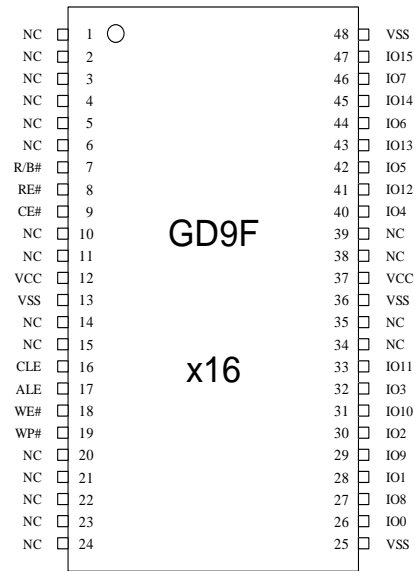 NC 1 48 VSS
NC 2 47 IO15
NC 3 46 IO7
NC 4 45 IO14
NC 5 44 IO6
NC 6 43 IO13
R/B# 7 42 IO5
RE# 8 41 IO12
CE# 9 40 IO4
NC 10 39 NC
GD9F
NC 11 38 NC
VCC 12 37 VCC
VSS 13 36 VSS
NC 14 35 NC
NC 15 34 NC
CLE 16 33 IO11
x16
ALE 17 32 IO3
WE# 18 31 IO10
WP# 19 30 IO2
NC 20 29 IO9
NC 21 28 IO1
NC 22 27 IO8
NC 23 26 IO0
NC 24 25 VSS